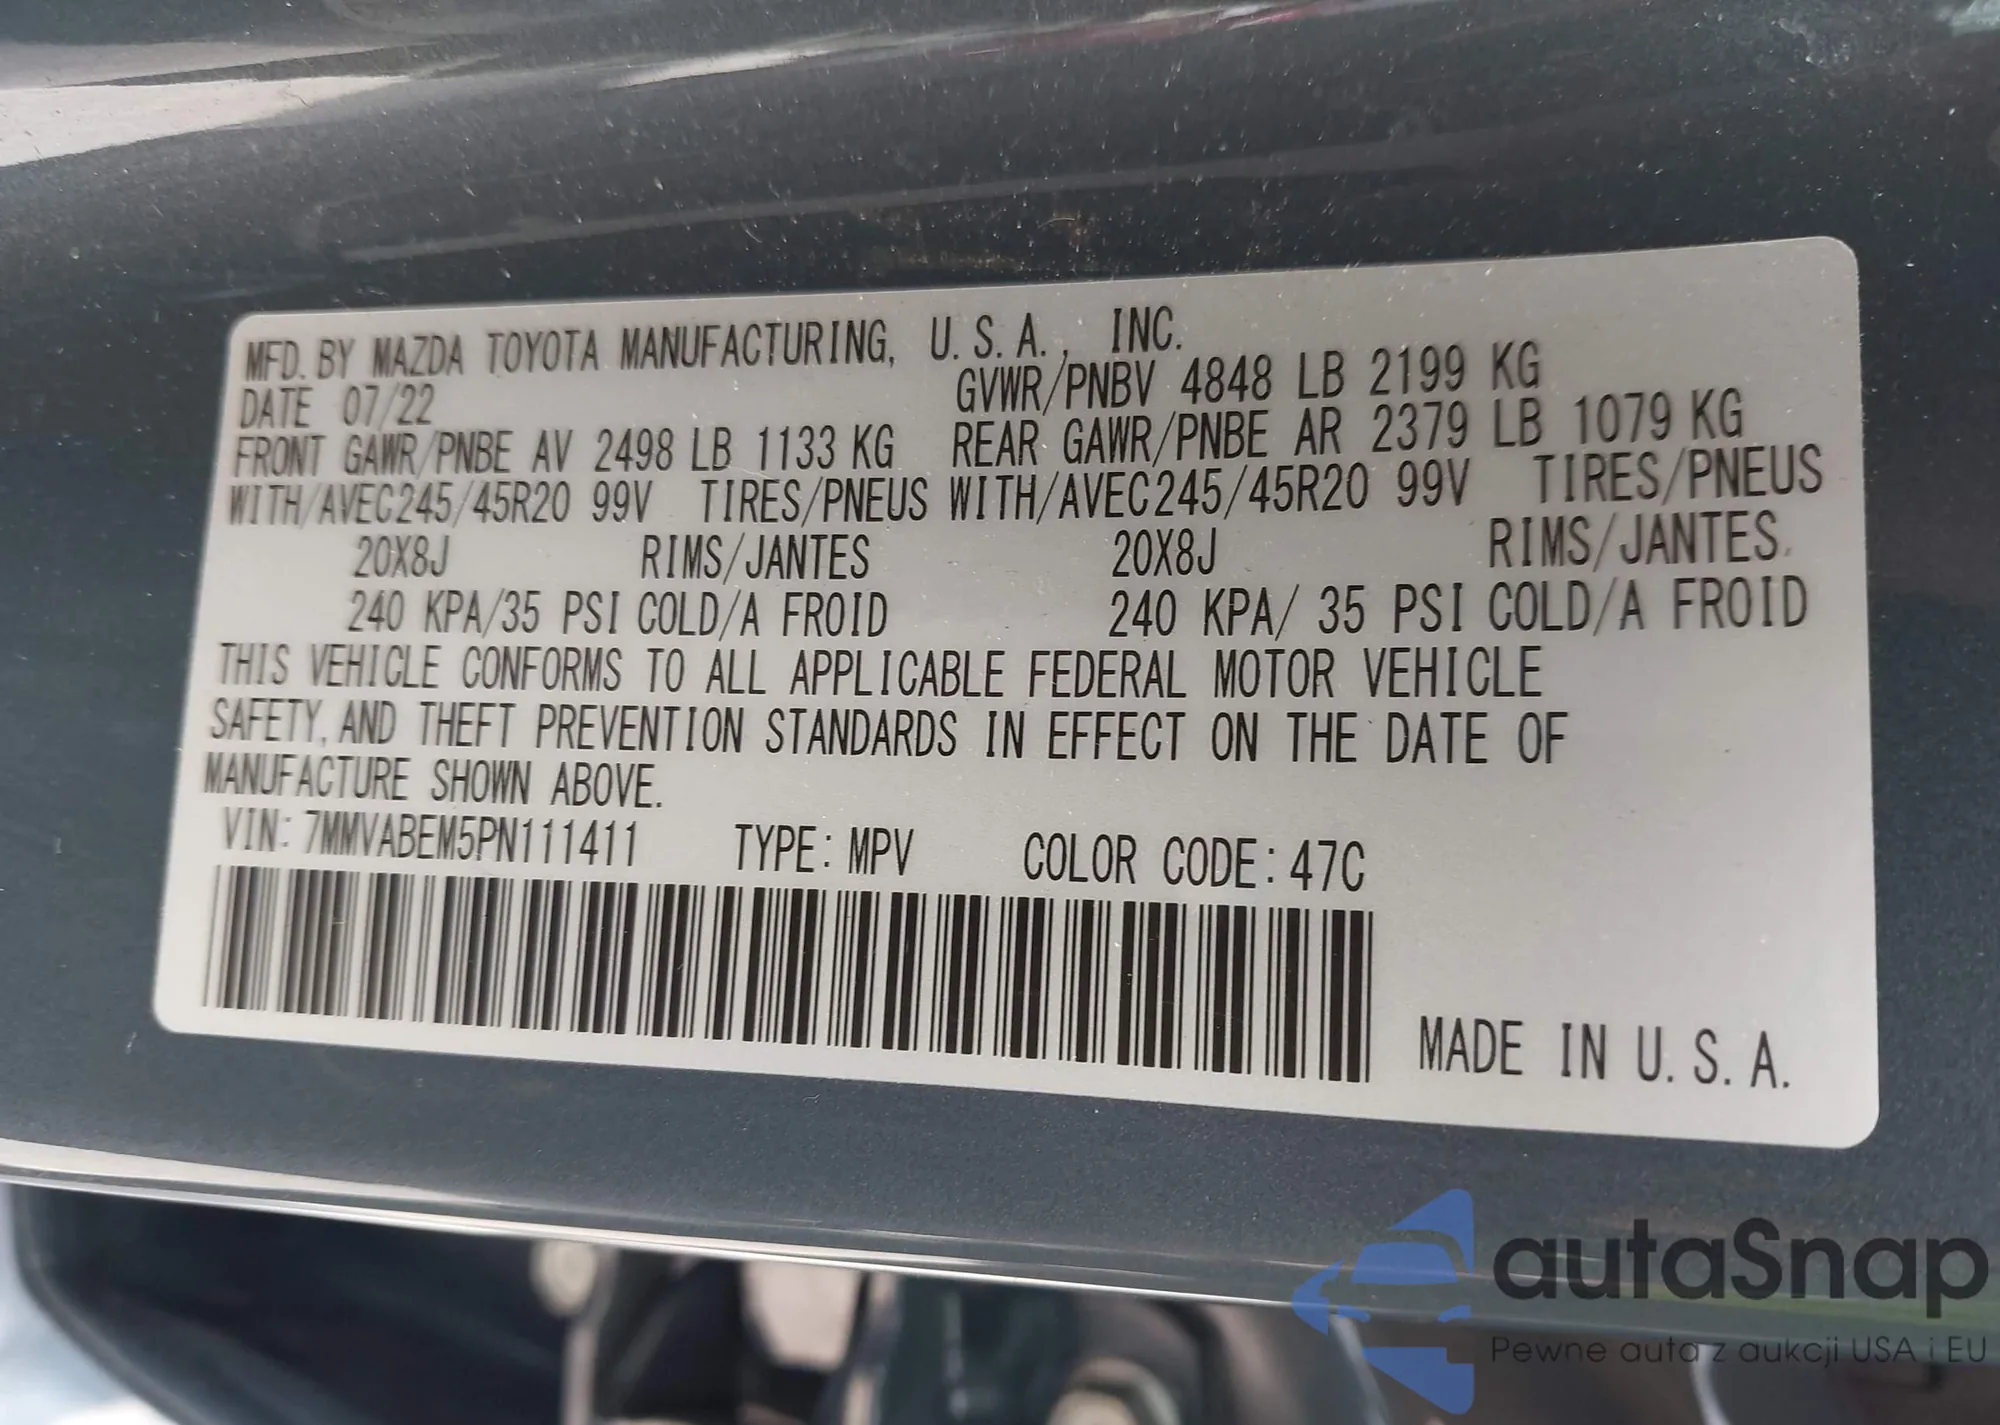 MFD. BY MAZDA TOYOTA MANUFACTURING, U.S.A., INC.
DATE 07/22 GVWR/PNBV 4848 LB 2199 KG
FRONT GAWR/PNBE AV 2498 LB 1133 KG REAR GAWR/PNBE AR 2379 LB 1079 KG
WITH/AVEC245/45R20 99V TIRES/PNEUS WITH/AVEC245/45R20 99V TIRES/PNEUS
20X8J RIMS/JANTES 20X8J RIMS/JANTES
240 KPA/35 PSI COLD/A FROID 240 KPA/ 35 PSI COLD/A FROID
THIS VEHICLE CONFORMS TO ALL APPLICABLE FEDERAL MOTOR VEHICLE
SAFETY, AND THEFT PREVENTION STANDARDS IN EFFECT ON THE DATE OF
MANUFACTURE SHOWN ABOVE.
VIN: 7MMVABEM5PN111411 TYPE: MPV COLOR CODE: 47C
MADE IN U.S.A.
autaSnap
Pewne auta z aukcji USA i EU